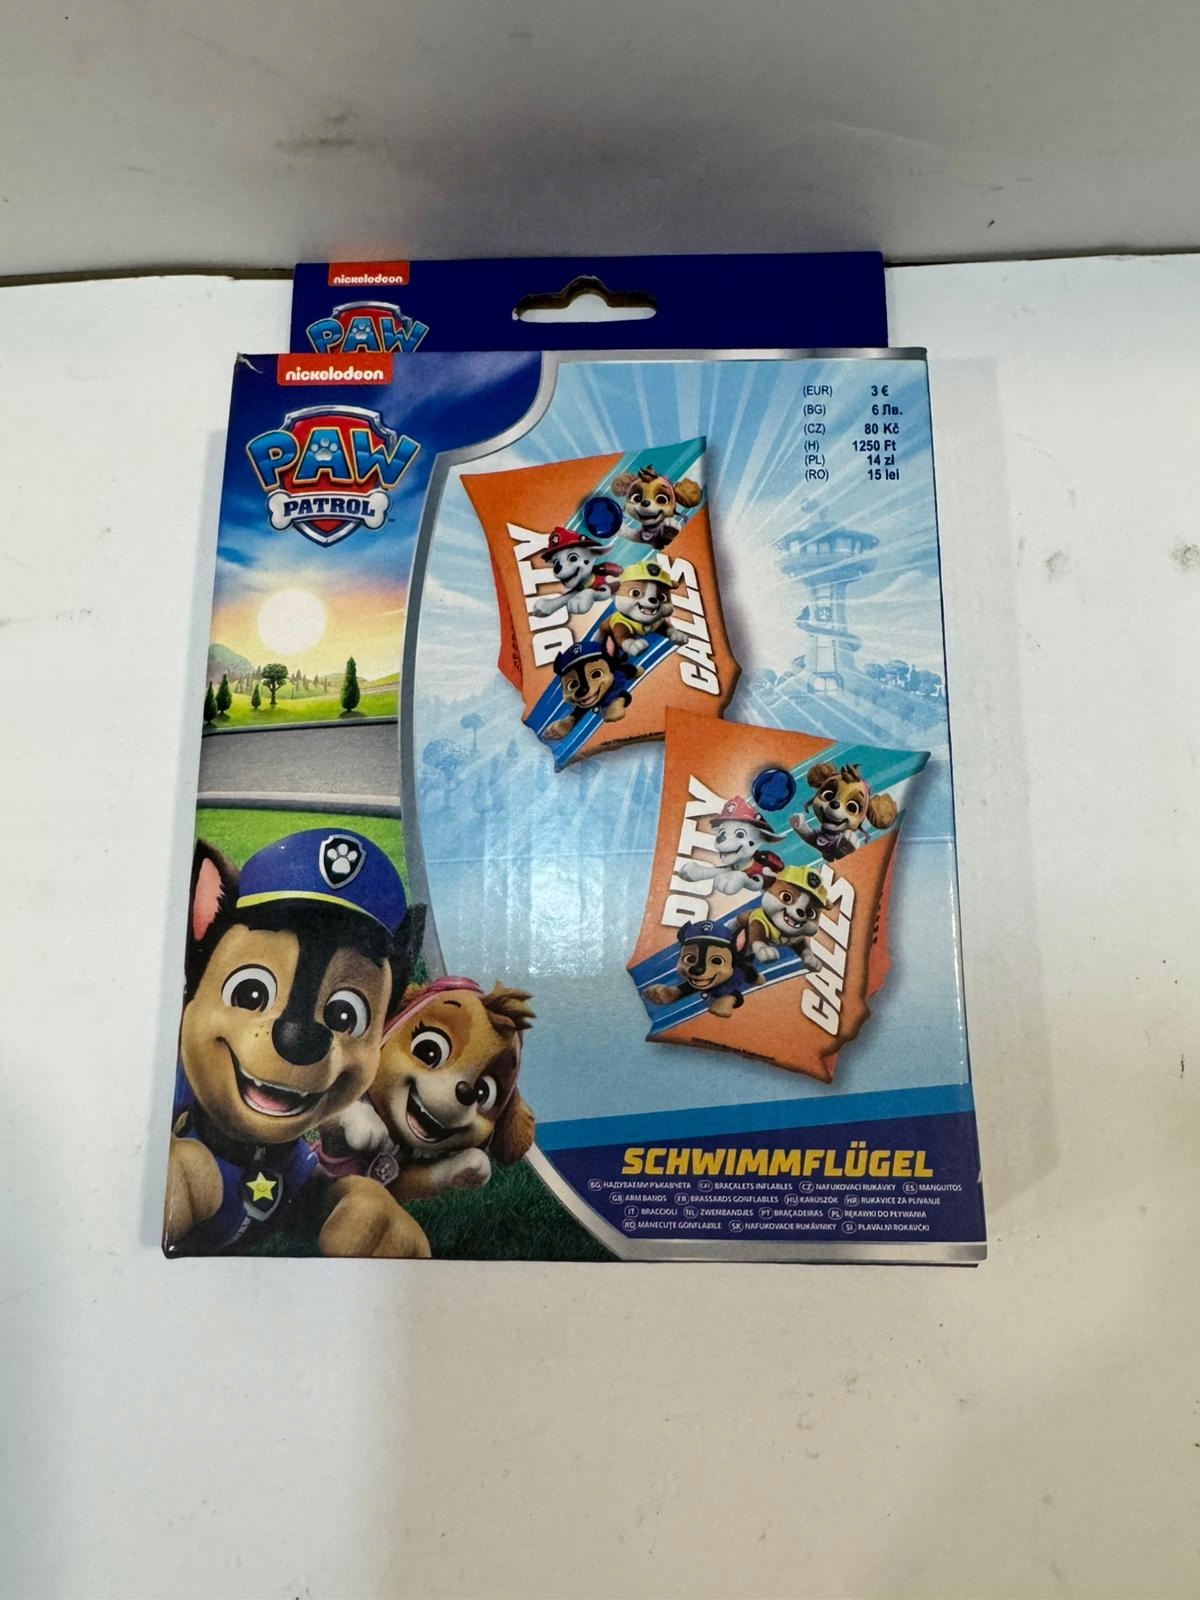 nickelodeon
PAW
nickelodeon
PAW
PATROL
(EUR) 3 €
(BG) 6 Лв.
(CZ) 80 Kč
(H) 1250 Ft
(PL) 14 zł
(RO) 15 lei
DUTY
CALLS
DUTY
CALLS
SCHWIMMFLÜGEL
BG НАДУВАЕМИ РЪКАВЧЕТА CAT BRAÇALETS INFLABLES CZ NAFUKOVACÍ RUKÁVKY ES MANGUITOS
GB ARM BANDS FR BRASSARDS GONFLABLES HU KARÚSZÓK HR RUKAVICE ZA PLIVANJE
IT BRACCIOLI NL ZWEMBANDJES PT BRAÇADEIRAS PL RĘKAWKI DO PŁYWANIA
RO MÂNECUȚE GONFLABILE SK NAFUKOVACIE RUKÁVNIKY SI PLAVALNI ROKAVČKI